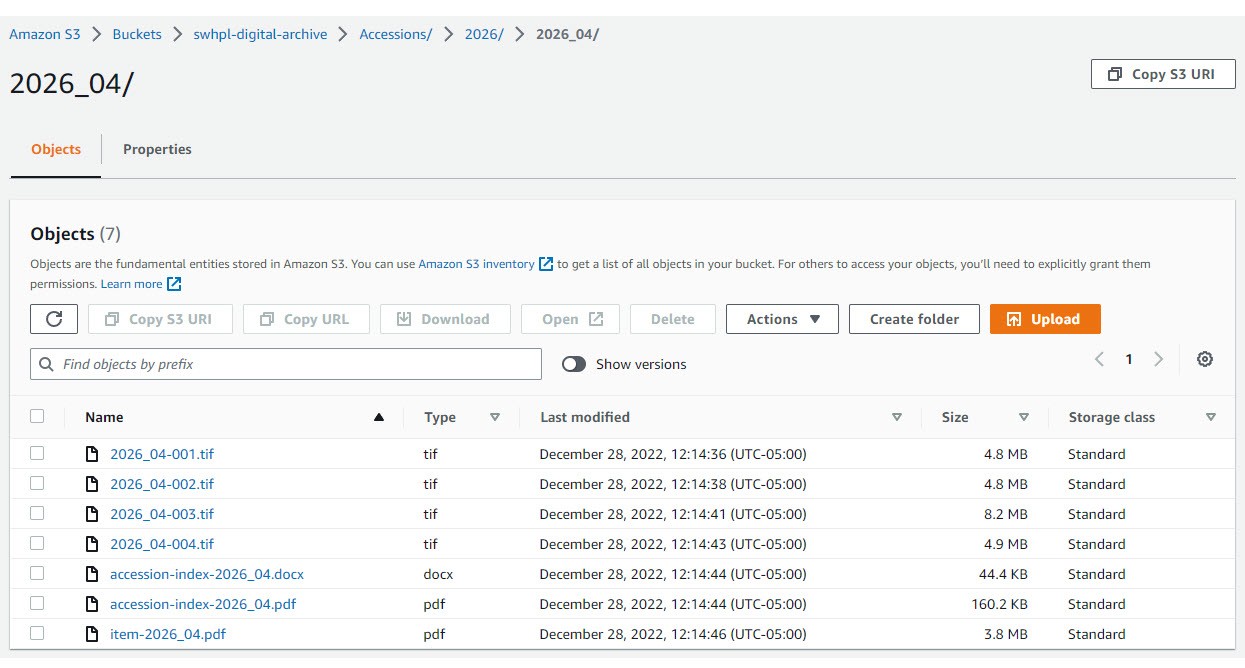 Amazon S3 > Buckets > swhpl-digital-archive > Accessions/ > 2026/ > 2026_04/
2026_04/
Copy S3 URI
Objects Properties
Objects (7)
Objects are the fundamental entities stored in Amazon S3. You can use Amazon S3 inventory to get a list of all objects in your bucket. For others to access your objects, you'll need to explicitly grant them
permissions. Learn more
Copy S3 URI Copy URL Download Open Delete Actions Create folder Upload
Find objects by prefix Show versions 1
Name Type Last modified Size Storage class
2026_04-001.tif tif December 28, 2022, 12:14:36 (UTC-05:00) 4.8 MB Standard
2026_04-002.tif tif December 28, 2022, 12:14:38 (UTC-05:00) 4.8 MB Standard
2026_04-003.tif tif December 28, 2022, 12:14:41 (UTC-05:00) 8.2 MB Standard
2026_04-004.tif tif December 28, 2022, 12:14:43 (UTC-05:00) 4.9 MB Standard
accession-index-2026_04.docx docx December 28, 2022, 12:14:44 (UTC-05:00) 44.4 KB Standard
accession-index-2026_04.pdf pdf December 28, 2022, 12:14:44 (UTC-05:00) 160.2 KB Standard
item-2026_04.pdf pdf December 28, 2022, 12:14:46 (UTC-05:00) 3.8 MB Standard